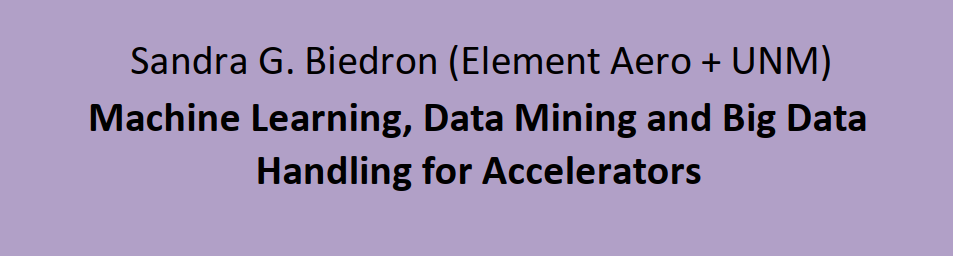 Sandra G. Biedron (Element Aero + UNM)
Machine Learning, Data Mining and Big Data
Handling for Accelerators